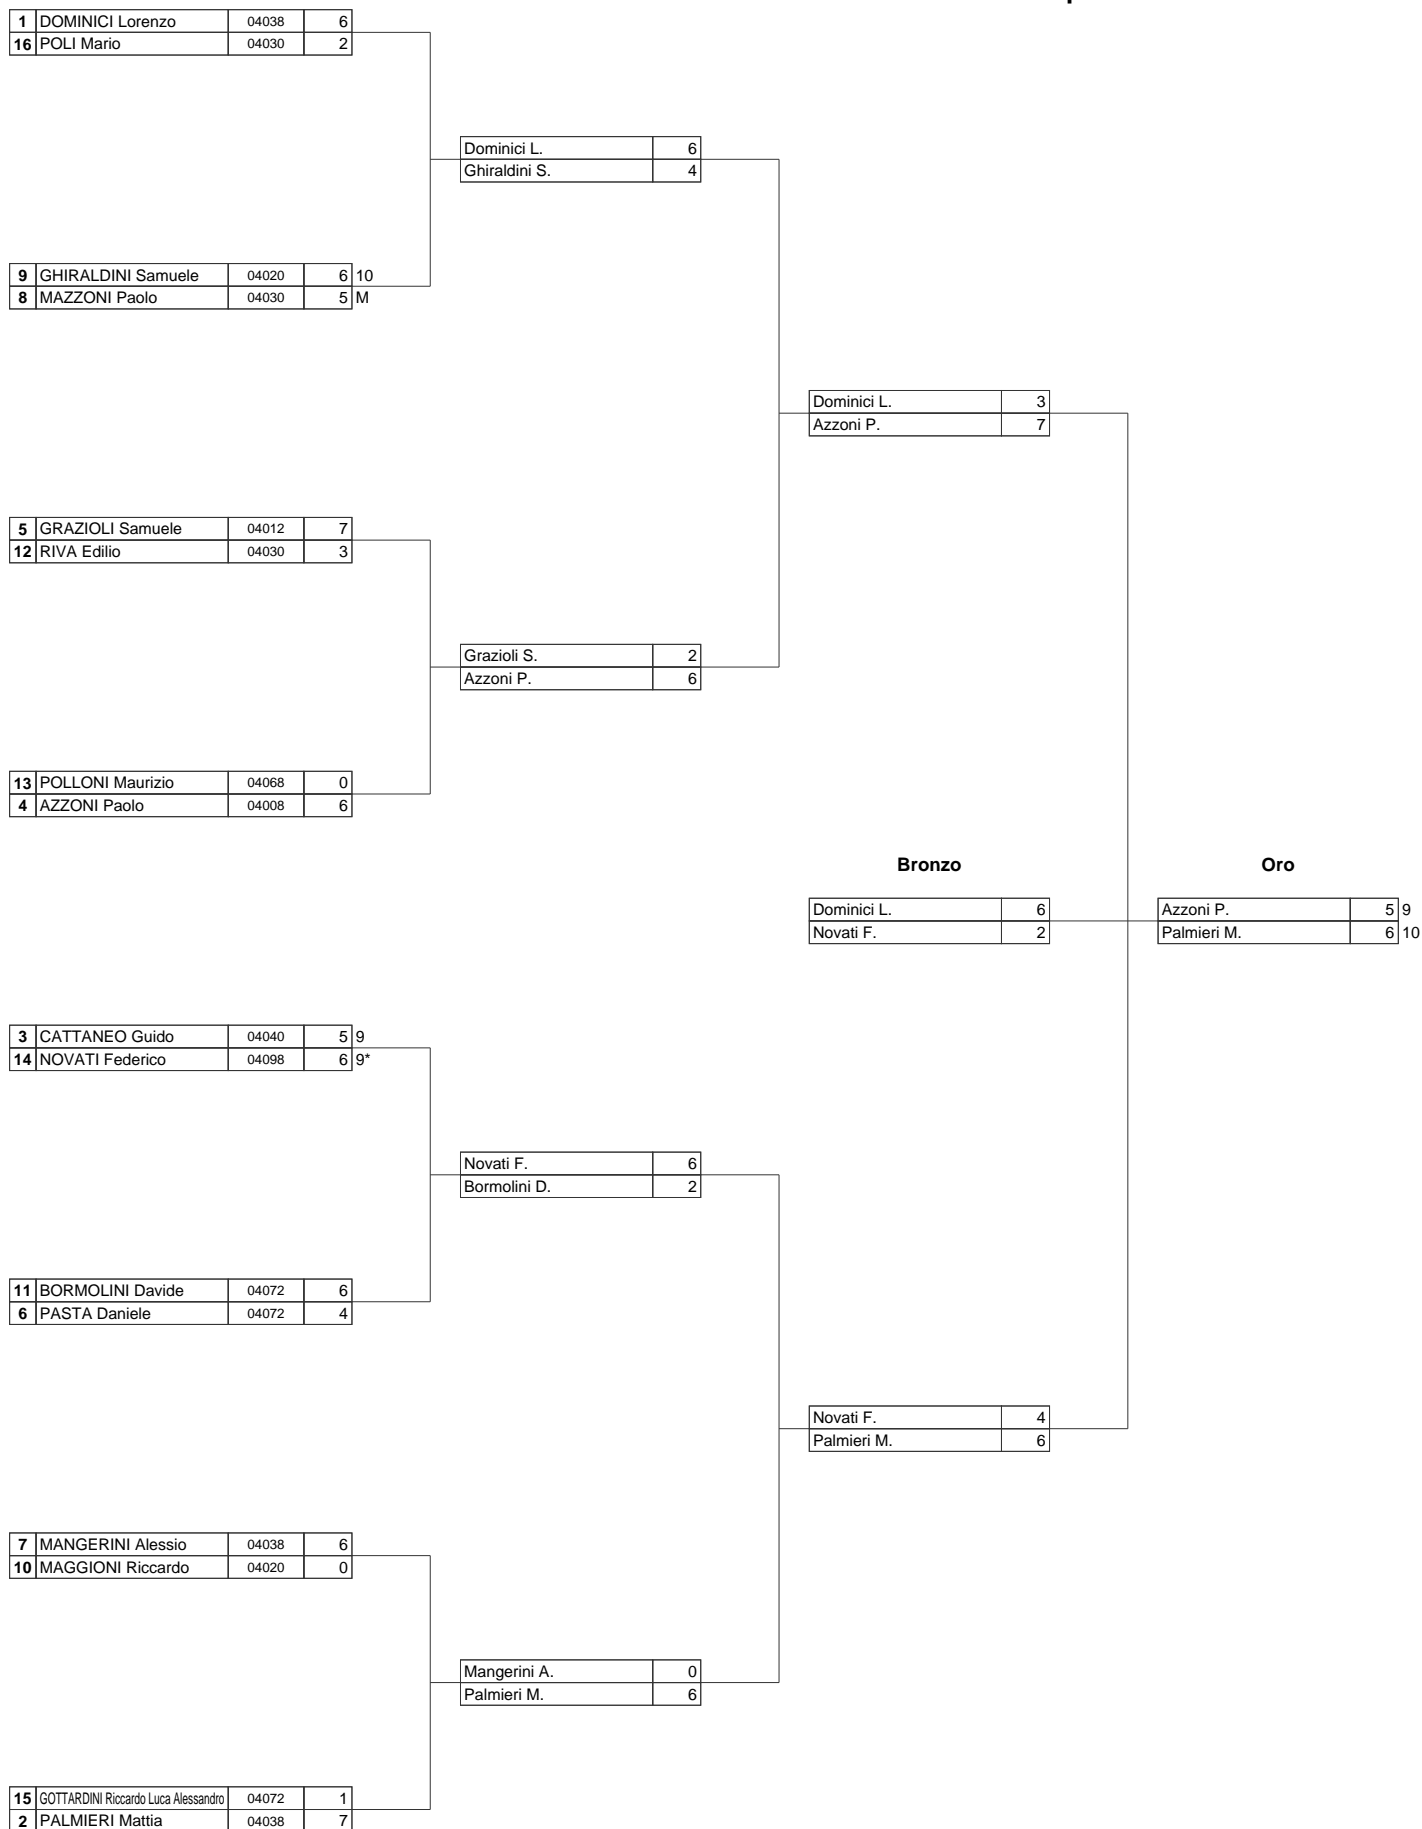 1 DOMINICI Lorenzo 04038 6
16 POLI Mario 04030 2
Dominici L. 6
Ghiraldini S. 4
9 GHIRALDINI Samuele 04020 6 10
8 MAZZONI Paolo 04030 5 M
Dominici L. 3
Azzoni P. 7
5 GRAZIOLI Samuele 04012 7
12 RIVA Edilio 04030 3
Grazioli S. 2
Azzoni P. 6
13 POLLONI Maurizio 04068 0
4 AZZONI Paolo 04008 6
Bronzo Oro
Dominici L. 6 Azzoni P. 5 9
Novati F. 2 Palmieri M. 6 10
3 CATTANEO Guido 04040 5 9
14 NOVATI Federico 04098 6 9*
Novati F. 6
Bormolini D. 2
11 BORMOLINI Davide 04072 6
6 PASTA Daniele 04072 4
Novati F. 4
Palmieri M. 6
7 MANGERINI Alessio 04038 6
10 MAGGIONI Riccardo 04020 0
Mangerini A. 0
Palmieri M. 6
15 GOTTARDINI Riccardo Luca Alessandro 04072 1
2 PALMIERI Mattia 04038 7